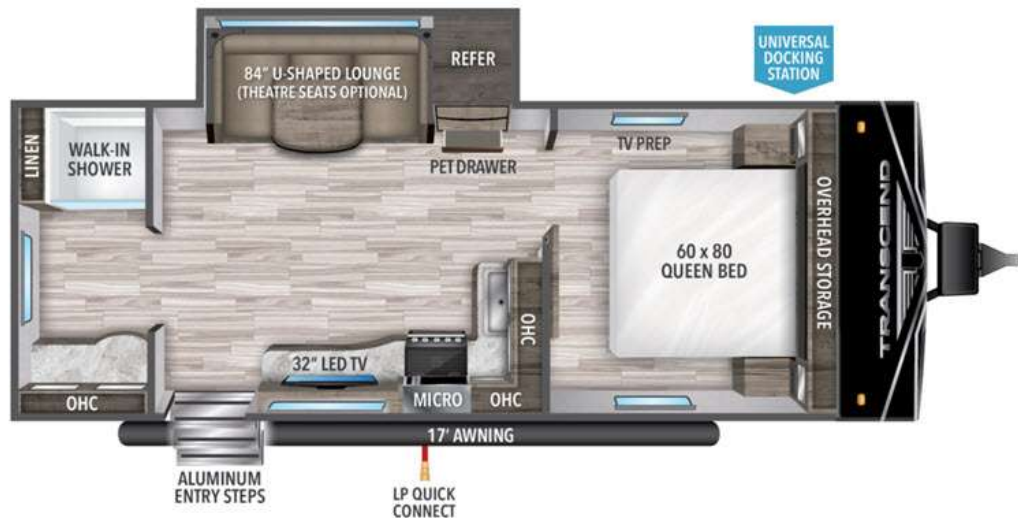 UNIVERSAL
DOCKING
STATION
84" U-SHAPED LOUNGE
(THEATRE SEATS OPTIONAL)
REFER
LINEN
WALK-IN
SHOWER
PET DRAWER
TV PREP
60 x 80
QUEEN BED
OVERHEAD STORAGE
TRANSCEND
OHC
32" LED TV
MICRO
OHC
OHC
17' AWNING
ALUMINUM
ENTRY STEPS
LP QUICK
CONNECT